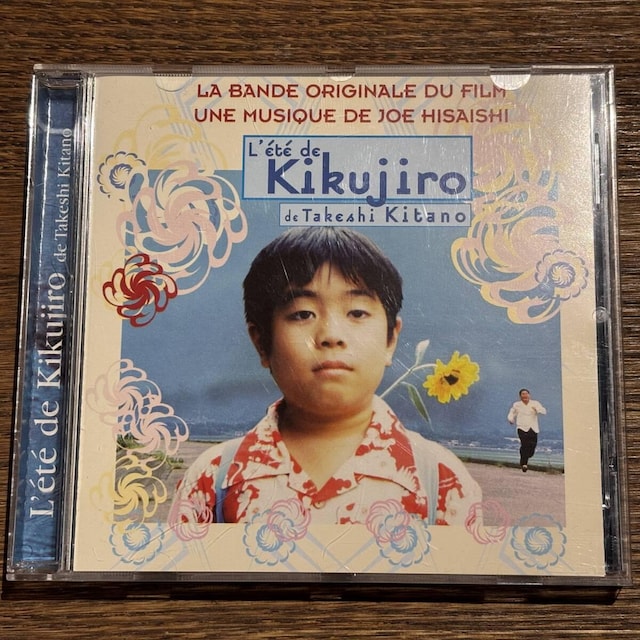 LA BANDE ORIGINALE DU FILM
UNE MUSIQUE DE JOE HISAISHI
L'été de
Kikujiro
de Takeshi Kitano
L'été de Kikujiro de Takeshi Kitano